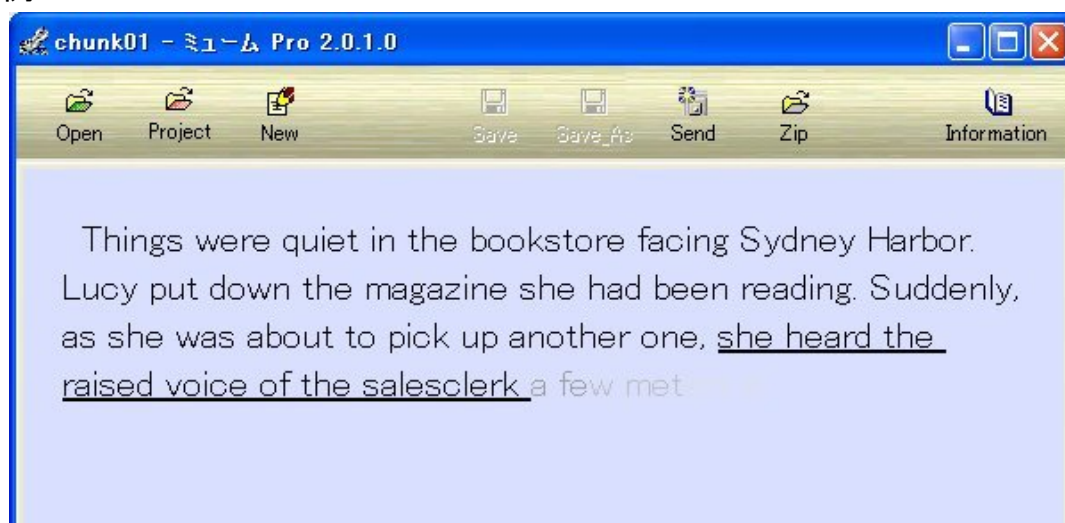 chunk01 - ミューム Pro 2.0.1.0
Open Project New Save Save_As Send Zip Information
Things were quiet in the bookstore facing Sydney Harbor.
Lucy put down the magazine she had been reading. Suddenly,
as she was about to pick up another one, she heard the
raised voice of the salesclerk a few met